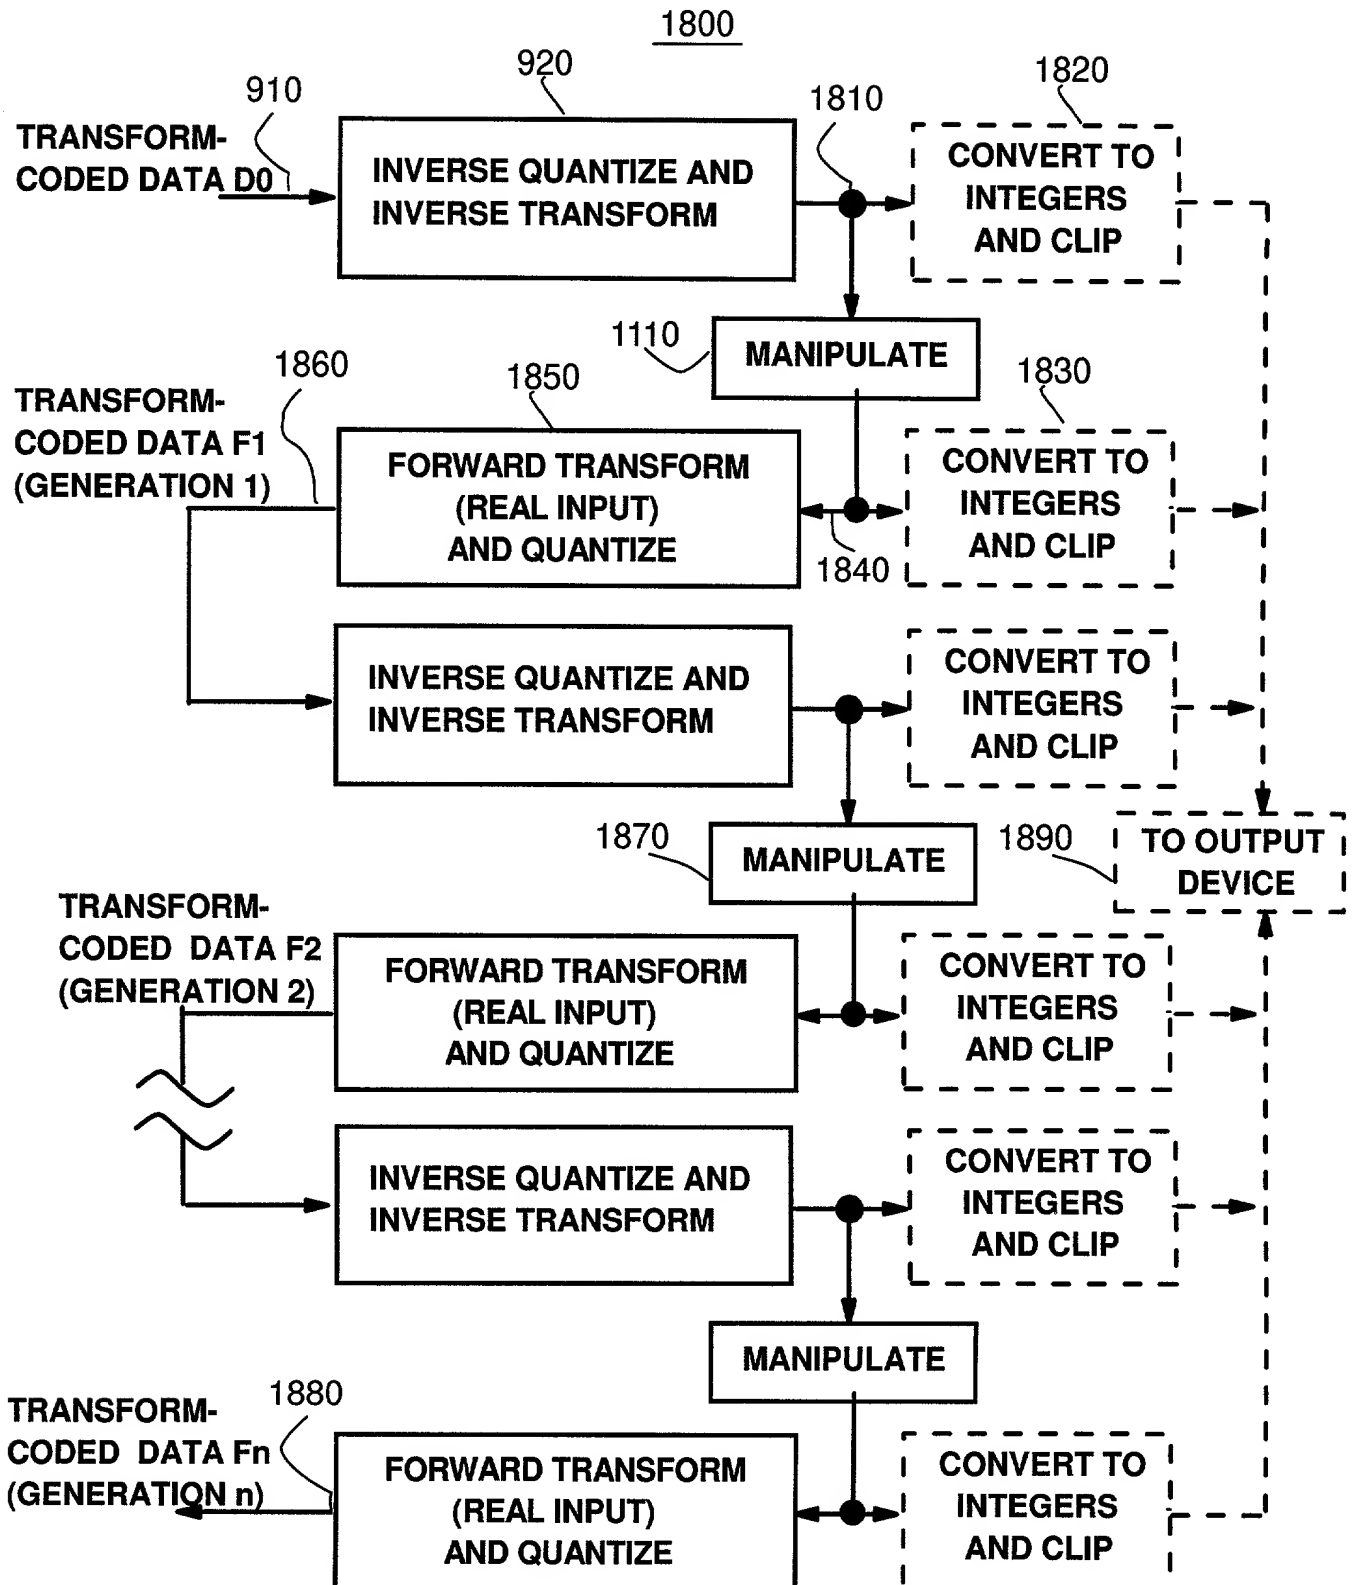 1800
910
920
1810
1820
TRANSFORM-
CODED DATA D0
INVERSE QUANTIZE AND
INVERSE TRANSFORM
CONVERT TO
INTEGERS
AND CLIP
1110
MANIPULATE
1860
1850
1830
TRANSFORM-
CODED DATA F1
(GENERATION 1)
FORWARD TRANSFORM
(REAL INPUT)
AND QUANTIZE
1840
CONVERT TO
INTEGERS
AND CLIP
INVERSE QUANTIZE AND
INVERSE TRANSFORM
CONVERT TO
INTEGERS
AND CLIP
1870
MANIPULATE
1890
TO OUTPUT
DEVICE
TRANSFORM-
CODED DATA F2
(GENERATION 2)
FORWARD TRANSFORM
(REAL INPUT)
AND QUANTIZE
CONVERT TO
INTEGERS
AND CLIP
INVERSE QUANTIZE AND
INVERSE TRANSFORM
CONVERT TO
INTEGERS
AND CLIP
MANIPULATE
1880
TRANSFORM-
CODED DATA Fn
(GENERATION n)
FORWARD TRANSFORM
(REAL INPUT)
AND QUANTIZE
CONVERT TO
INTEGERS
AND CLIP